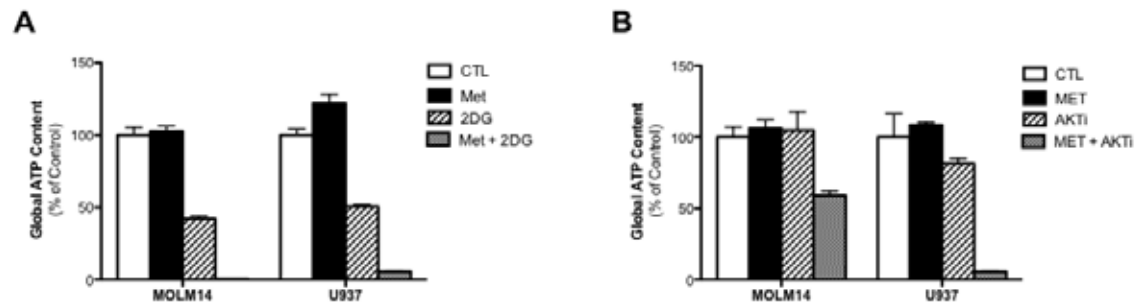 A
Global ATP Content
(% of Control)
150
100
50
0
MOLM14
U937
CTL
Met
2DG
Met + 2DG
B
Global ATP Content
(% of Control)
150
100
50
0
MOLM14
U937
CTL
MET
AKTi
MET + AKTi